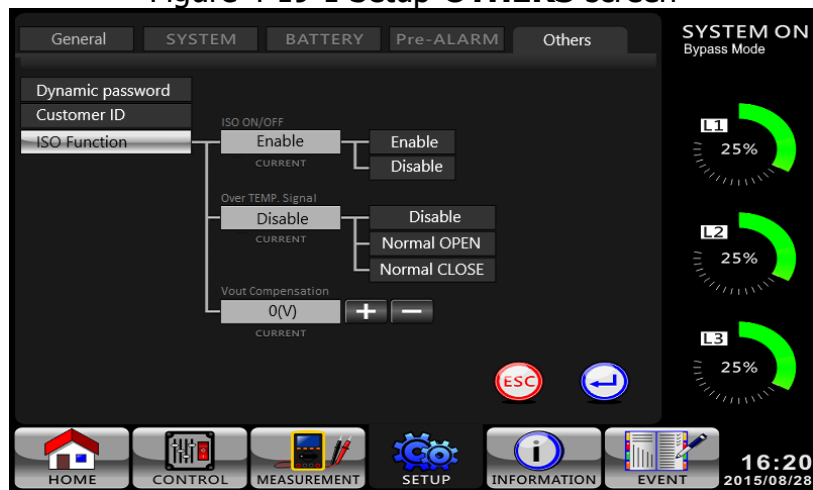 Figure 4-19-1 Setup OTHERS screen
General SYSTEM BATTERY Pre-ALARM Others
SYSTEM ON
Bypass Mode
Dynamic password
Customer ID
ISO Function
ISO ON/OFF
Enable
CURRENT
Enable
Disable
Over TEMP. Signal
Disable
CURRENT
Disable
Normal OPEN
Normal CLOSE
Vout Compensation
0(V)
+ −
CURRENT
L1
25%
L2
25%
L3
25%
ESC
HOME CONTROL MEASUREMENT SETUP INFORMATION EVENT
16:20
2015/08/28